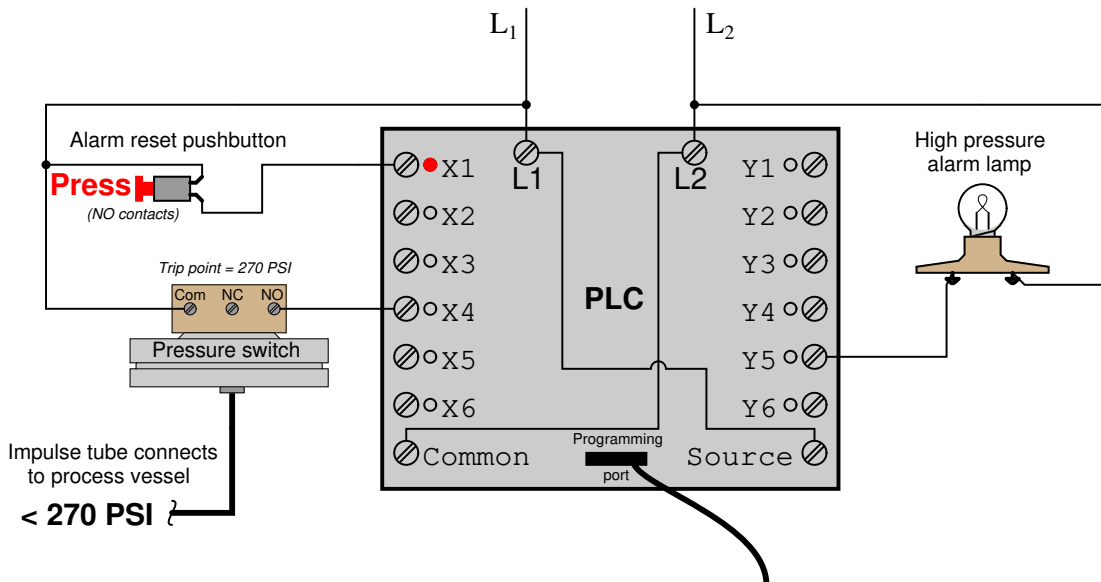 L1
L2
Alarm reset pushbutton
Press
(NO contacts)
Trip point = 270 PSI
Com NC NO
Pressure switch
Impulse tube connects
to process vessel
< 270 PSI
X1
X2
X3
X4
X5
X6
Common
L1
L2
PLC
Programming
port
Y1
Y2
Y3
Y4
Y5
Y6
Source
High pressure
alarm lamp